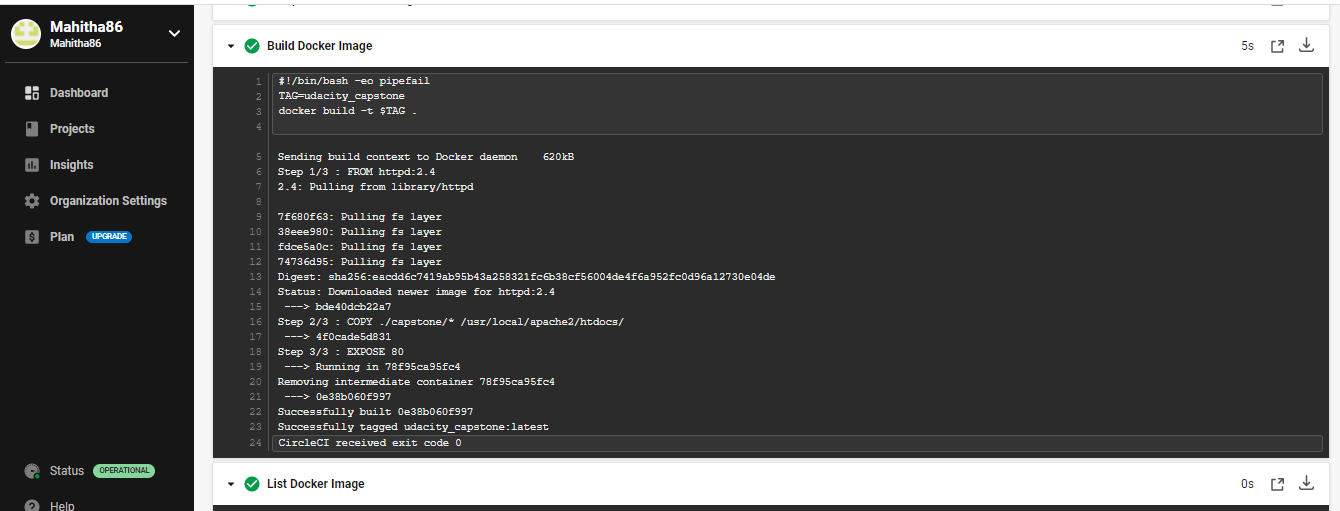 Mahitha86
Mahitha86
Dashboard
Projects
Insights
Organization Settings
Plan UPGRADE
Status OPERATIONAL
Help
Build Docker Image 5s
1 #!/bin/bash -eo pipefail
2 TAG=udacity_capstone
3 docker build -t $TAG .
4
5 Sending build context to Docker daemon 620kB
6 Step 1/3 : FROM httpd:2.4
7 2.4: Pulling from library/httpd
8
9 7f680f63: Pulling fs layer
10 38eee980: Pulling fs layer
11 fdce5a0c: Pulling fs layer
12 74736d95: Pulling fs layer
13 Digest: sha256:eacdd6c7419ab95b43a258321fc6b38cf56004de4f6a952fc0d96a12730e04de
14 Status: Downloaded newer image for httpd:2.4
15 ---> bde40dcb22a7
16 Step 2/3 : COPY ./capstone/* /usr/local/apache2/htdocs/
17 ---> 4f0cade5d831
18 Step 3/3 : EXPOSE 80
19 ---> Running in 78f95ca95fc4
20 Removing intermediate container 78f95ca95fc4
21 ---> 0e38b060f997
22 Successfully built 0e38b060f997
23 Successfully tagged udacity_capstone:latest
24 CircleCI received exit code 0
List Docker Image 0s